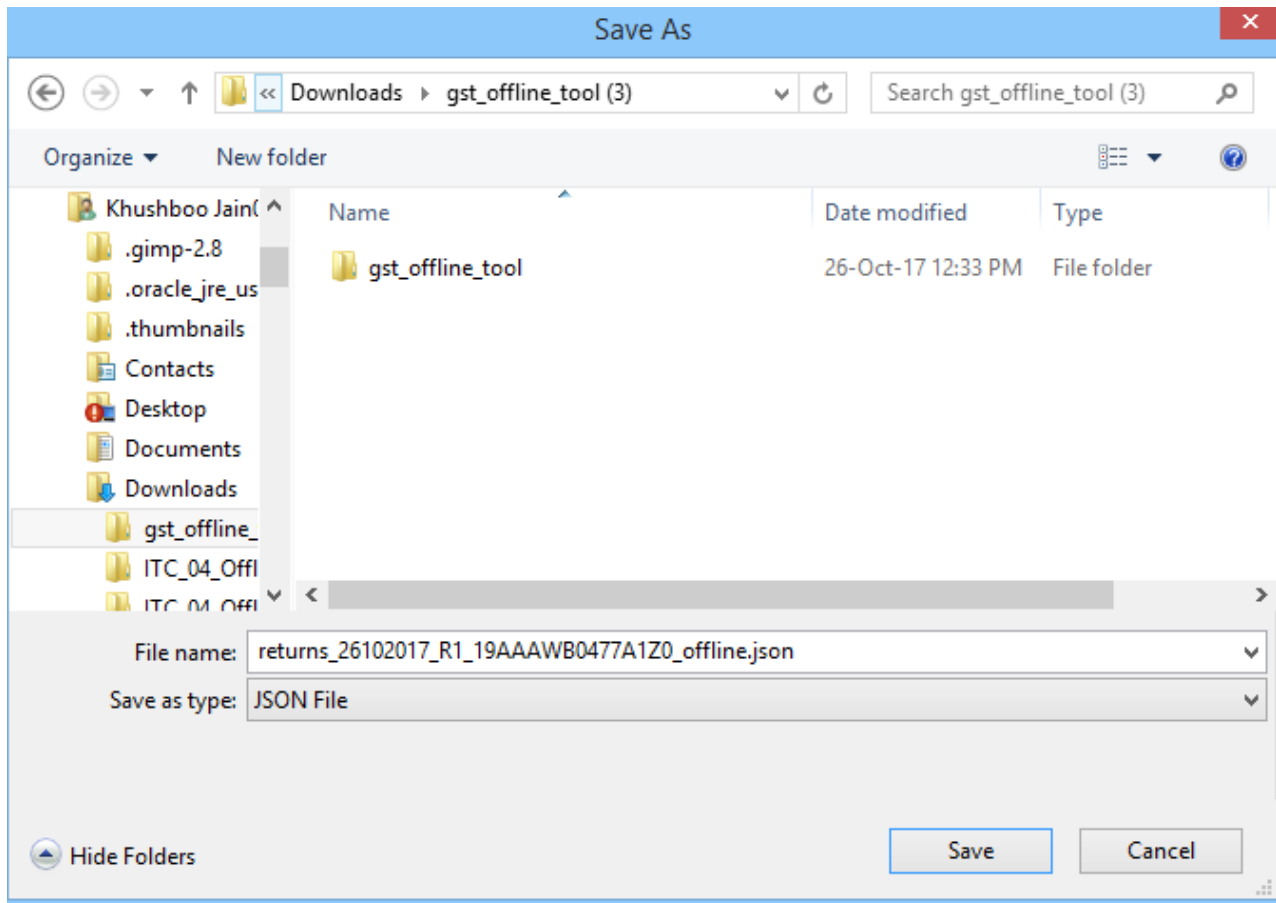 Save As
« Downloads gst_offline_tool (3) Search gst_offline_tool (3)
Organize New folder
Khushboo Jain(
.gimp-2.8
.oracle_jre_us
.thumbnails
Contacts
Desktop
Documents
Downloads
gst_offline_
ITC_04_Offl
ITC_04_Offl
Name Date modified Type
gst_offline_tool 26-Oct-17 12:33 PM File folder
File name: returns_26102017_R1_19AAAWB0477A1Z0_offline.json
Save as type: JSON File
Hide Folders Save Cancel